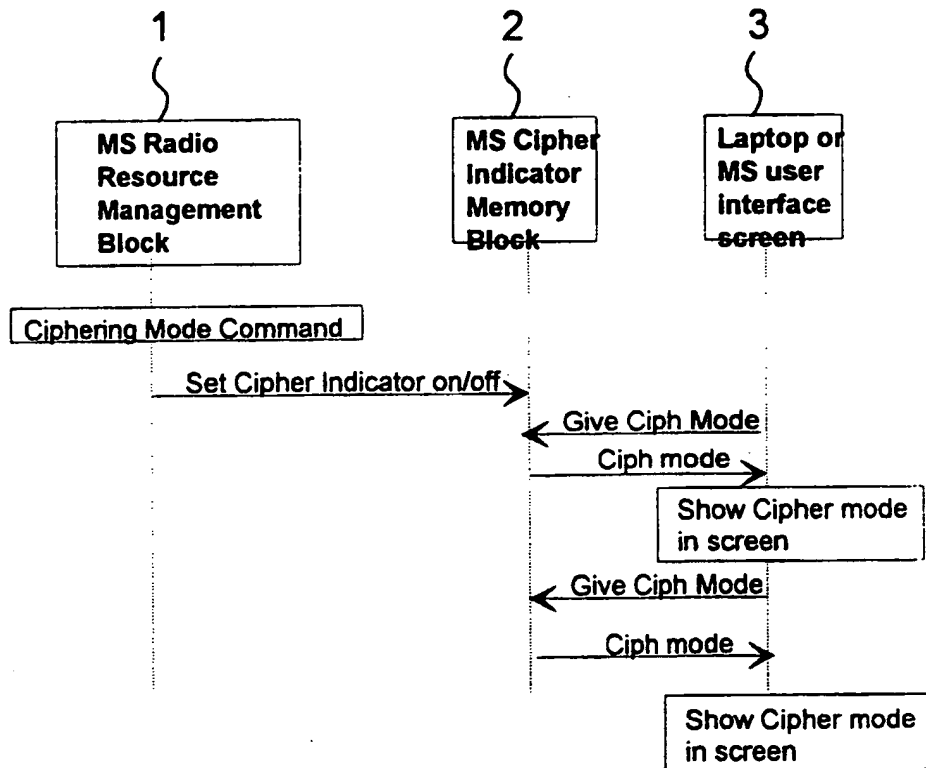 1
2
3
MS Radio
Resource
Management
Block
MS Cipher
Indicator
Memory
Block
Laptop or
MS user
interface
screen
Ciphering Mode Command
Set Cipher Indicator on/off
Give Ciph Mode
Ciph mode
Show Cipher mode
in screen
Give Ciph Mode
Ciph mode
Show Cipher mode
in screen